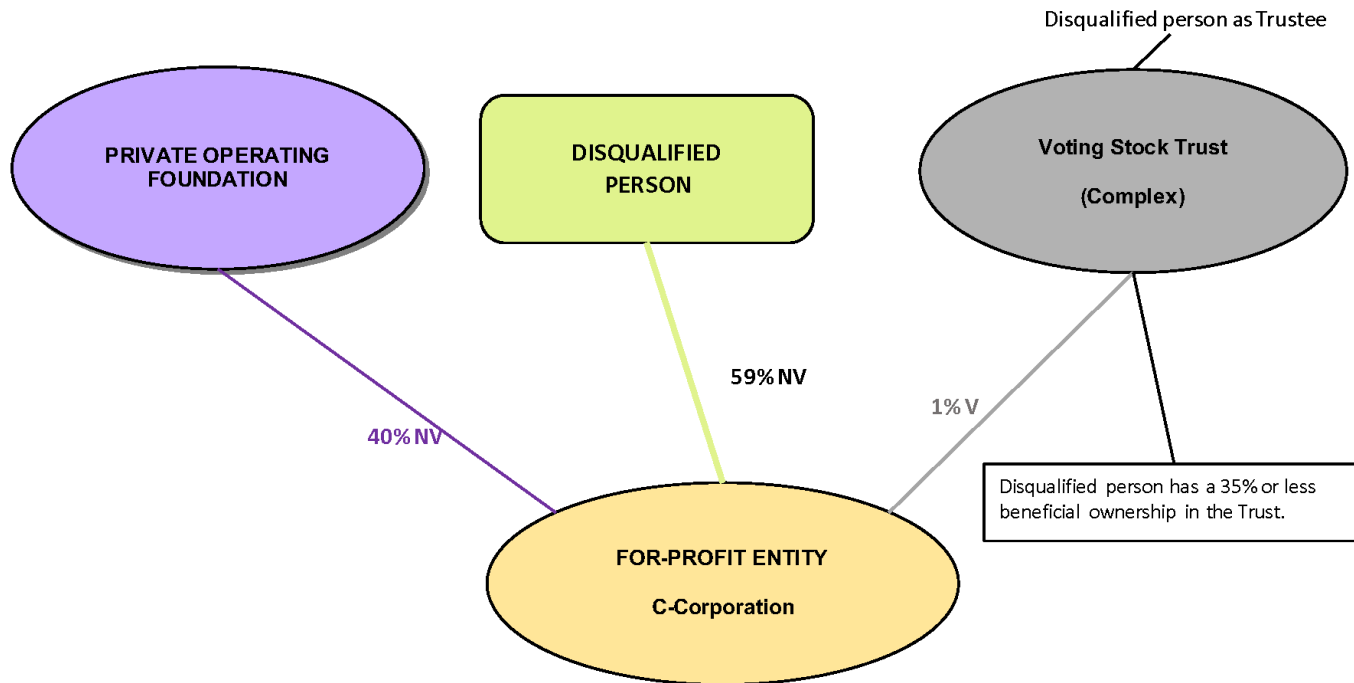 Disqualified person as Trustee
PRIVATE OPERATING
FOUNDATION
DISQUALIFIED
PERSON
Voting Stock Trust
(Complex)
59% NV
1% V
40% NV
Disqualified person has a 35% or less
beneficial ownership in the Trust.
FOR-PROFIT ENTITY
C-Corporation